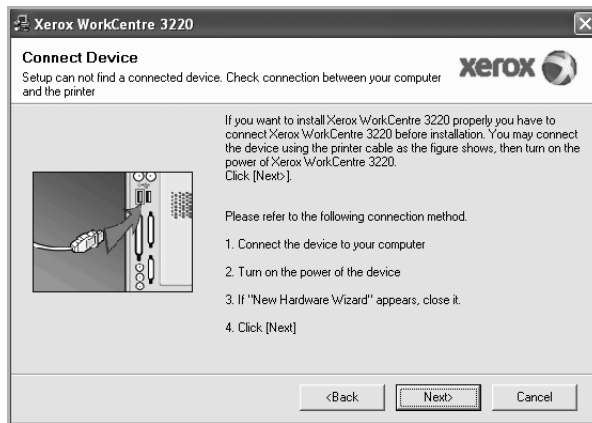 Xerox WorkCentre 3220
Connect Device
Setup can not find a connected device. Check connection between your computer
and the printer
xerox
If you want to install Xerox WorkCentre 3220 properly you have to
connect Xerox WorkCentre 3220 before installation. You may connect
the device using the printer cable as the figure shows, then turn on the
power of Xerox WorkCentre 3220.
Click [Next>].
Please refer to the following connection method.
1. Connect the device to your computer
2. Turn on the power of the device
3. If "New Hardware Wizard" appears, close it.
4. Click [Next]
<Back
Next>
Cancel